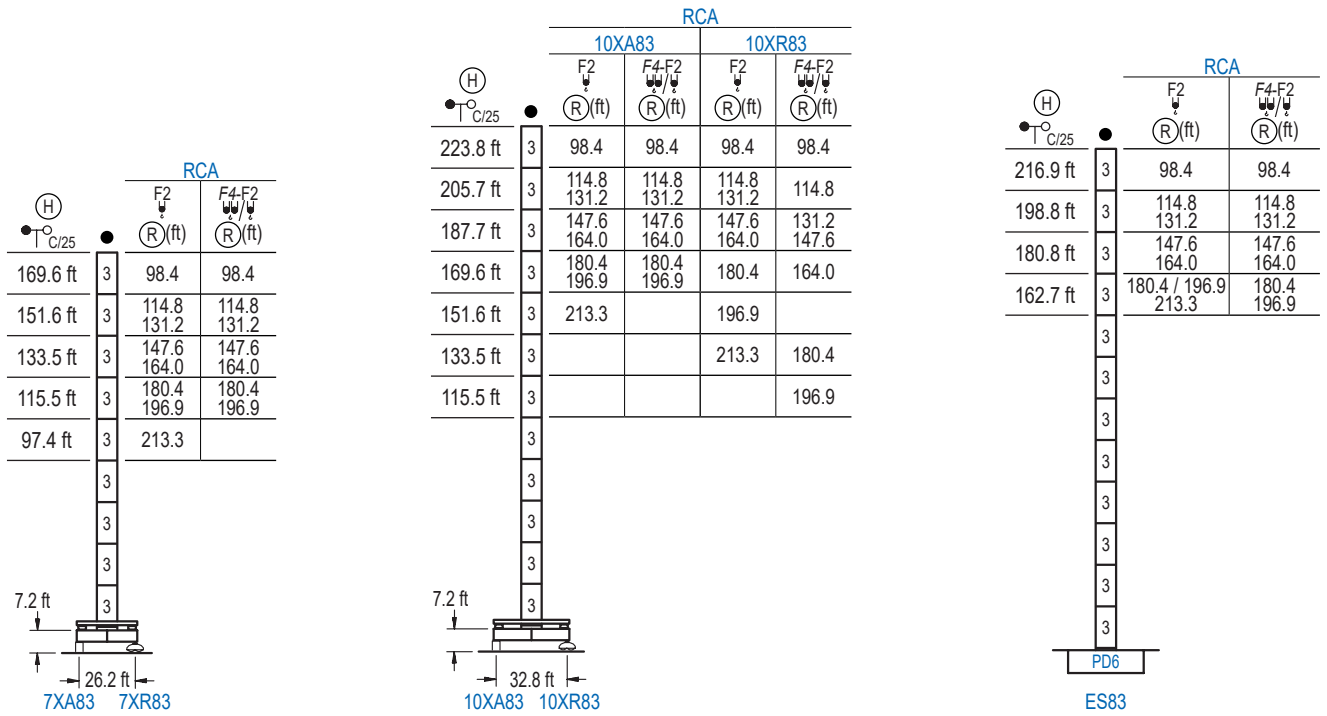 RCA
F2 F4-F2
H
C/25 R (ft) R (ft)
169.6 ft 3 98.4 98.4
151.6 ft 3 114.8 131.2 114.8 131.2
133.5 ft 3 147.6 164.0 147.6 164.0
115.5 ft 3 180.4 196.9 180.4 196.9
97.4 ft 3 213.3
3
3
3
3
7.2 ft
26.2 ft
7XA83 7XR83
RCA
10XA83 10XR83
F2 F4-F2 F2 F4-F2
H
C/25 R (ft) R (ft) R (ft) R (ft)
223.8 ft 3 98.4 98.4 98.4 98.4
205.7 ft 3 114.8 131.2 114.8 131.2 114.8 131.2 114.8
187.7 ft 3 147.6 164.0 147.6 164.0 147.6 164.0 131.2 147.6
169.6 ft 3 180.4 196.9 180.4 196.9 180.4 164.0
151.6 ft 3 213.3 196.9
133.5 ft 3 213.3 180.4
115.5 ft 3 196.9
3
3
3
3
3
7.2 ft
32.8 ft
10XA83 10XR83
RCA
F2 F4-F2
H
C/25 R (ft) R (ft)
216.9 ft 3 98.4 98.4
198.8 ft 3 114.8 131.2 114.8 131.2
180.8 ft 3 147.6 164.0 147.6 164.0
162.7 ft 3 180.4 / 196.9 213.3 180.4 196.9
3
3
3
3
3
3
3
3
PD6
ES83